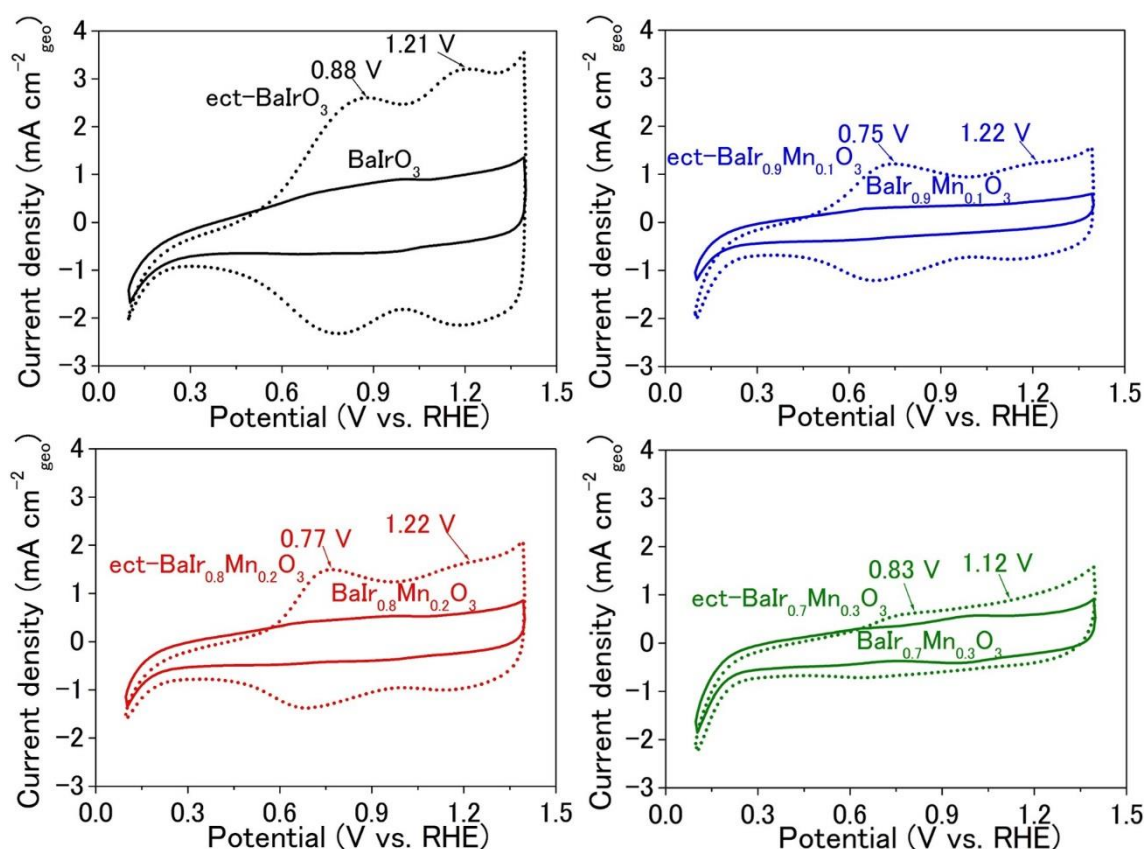 Current density (mA cm⁻²geo)
4
3
2
1
0
−1
−2
−3
1.21 V
0.88 V
ect−BaIrO₃
BaIrO₃
0.0 0.3 0.6 0.9 1.2 1.5
Potential (V vs. RHE)
Current density (mA cm⁻²geo)
4
3
2
1
0
−1
−2
−3
0.75 V 1.22 V
ect−BaIr₀.₉Mn₀.₁O₃
BaIr₀.₉Mn₀.₁O₃
0.0 0.3 0.6 0.9 1.2 1.5
Potential (V vs. RHE)
Current density (mA cm⁻²geo)
4
3
2
1
0
−1
−2
−3
1.22 V
0.77 V
ect−BaIr₀.₈Mn₀.₂O₃
BaIr₀.₈Mn₀.₂O₃
0.0 0.3 0.6 0.9 1.2 1.5
Potential (V vs. RHE)
Current density (mA cm⁻²geo)
4
3
2
1
0
−1
−2
−3
0.83 V 1.12 V
ect−BaIr₀.₇Mn₀.₃O₃
BaIr₀.₇Mn₀.₃O₃
0.0 0.3 0.6 0.9 1.2 1.5
Potential (V vs. RHE)